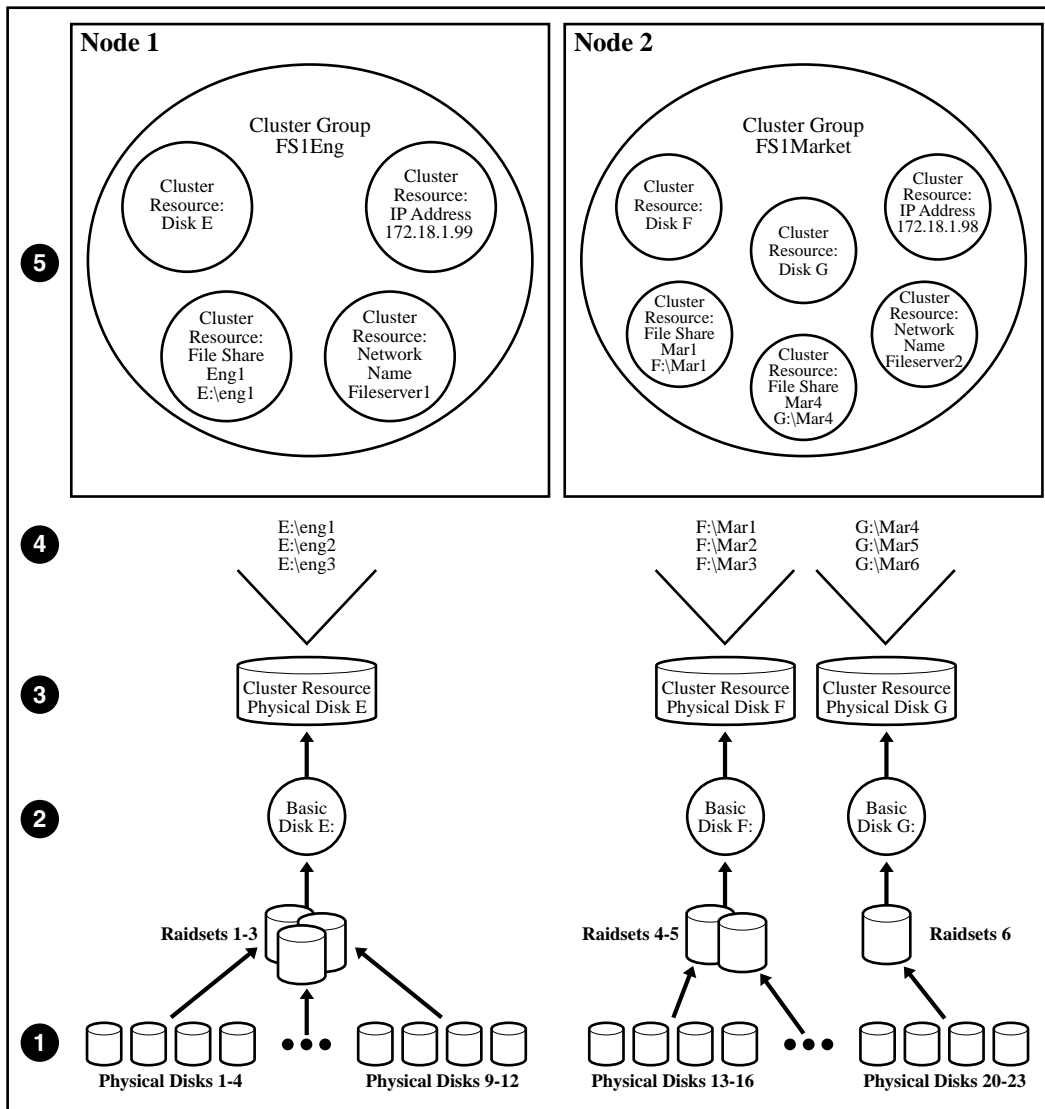 Node 1
Cluster Group
FS1Eng
Cluster
Resource:
Disk E
Cluster
Resource:
IP Address
172.18.1.99
Cluster
Resource:
File Share
Eng1
E:\eng1
Cluster
Resource:
Network
Name
Fileserver1
Node 2
Cluster Group
FS1Market
Cluster
Resource:
Disk F
Cluster
Resource:
Disk G
Cluster
Resource:
IP Address
172.18.1.98
Cluster
Resource:
File Share
Mar1
F:\Mar1
Cluster
Resource:
File Share
Mar4
G:\Mar4
Cluster
Resource:
Network
Name
Fileserver2
5
4
E:\eng1
E:\eng2
E:\eng3
F:\Mar1
F:\Mar2
F:\Mar3
G:\Mar4
G:\Mar5
G:\Mar6
3
Cluster Resource
Physical Disk E
Cluster Resource
Physical Disk F
Cluster Resource
Physical Disk G
2
Basic
Disk E:
Basic
Disk F:
Basic
Disk G:
Raidsets 1-3
Raidsets 4-5
Raidsets 6
1
Physical Disks 1-4
Physical Disks 9-12
Physical Disks 13-16
Physical Disks 20-23